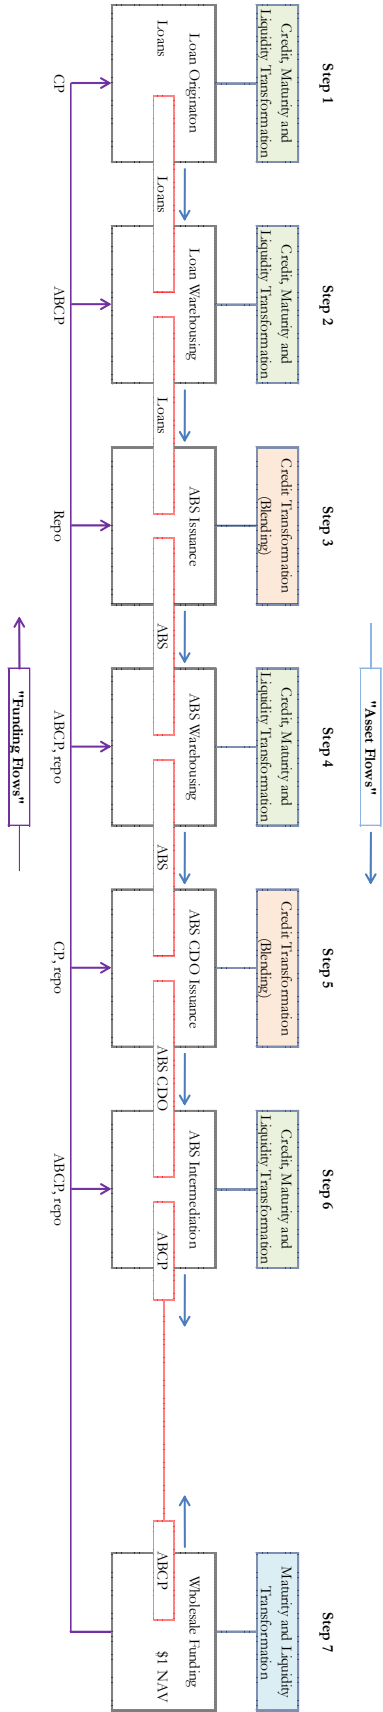 "Asset Flows"
Step 1
Step 2
Step 3
Step 4
Step 5
Step 6
Step 7
Credit, Maturity and
Liquidity Transformation
Credit, Maturity and
Liquidity Transformation
Credit Transformation
(Blending)
Credit, Maturity and
Liquidity Transformation
Credit Transformation
(Blending)
Credit, Maturity and
Liquidity Transformation
Maturity and Liquidity
Transformation
Loan Originaton
Loan Warehousing
ABS Issuance
ABS Warehousing
ABS CDO Issuance
ABS Intermediation
Wholesale Funding
Loans
Loans
Loans
ABS
ABS
ABS CDO
ABCP
ABCP
$1 NAV
CP
ABCP
Repo
ABCP, repo
CP, repo
ABCP, repo
"Funding Flows"